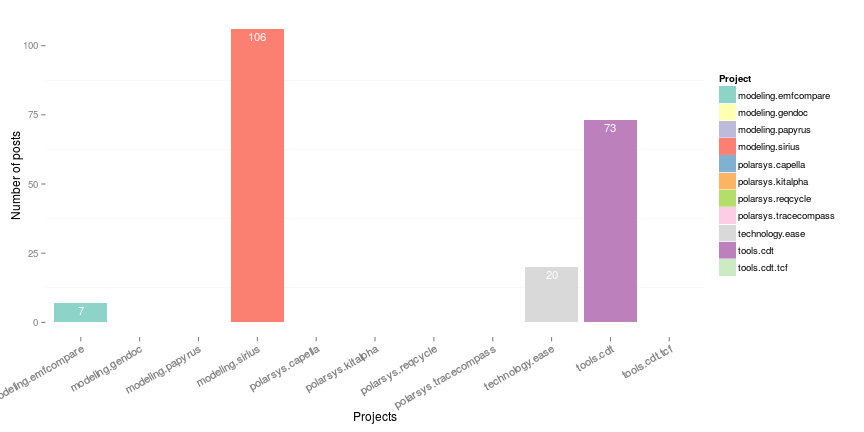 Number of posts
100
75
50
25
0
106
7
20
73
modeling.emfcompare
modeling.gendoc
modeling.papyrus
modeling.sirius
polarsys.capella
polarsys.kitalpha
polarsys.reqcycle
polarsys.tracecompass
technology.ease
tools.cdt
tools.cdt.tcf
Projects
Project
modeling.emfcompare
modeling.gendoc
modeling.papyrus
modeling.sirius
polarsys.capella
polarsys.kitalpha
polarsys.reqcycle
polarsys.tracecompass
technology.ease
tools.cdt
tools.cdt.tcf